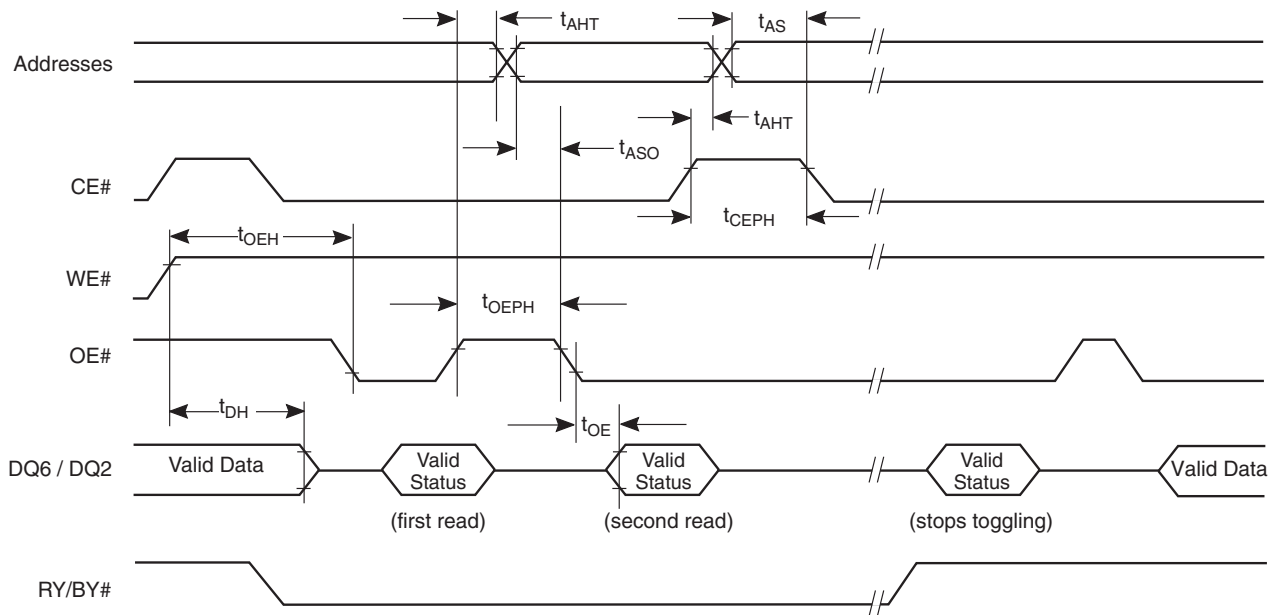 tAHT
tAS
Addresses
tAHT
tASO
CE#
tCEPH
tOEH
WE#
tOEPH
OE#
tDH
tOE
DQ6 / DQ2
Valid Data
Valid
Status
Valid
Status
Valid
Status
Valid Data
(first read)
(second read)
(stops toggling)
RY/BY#